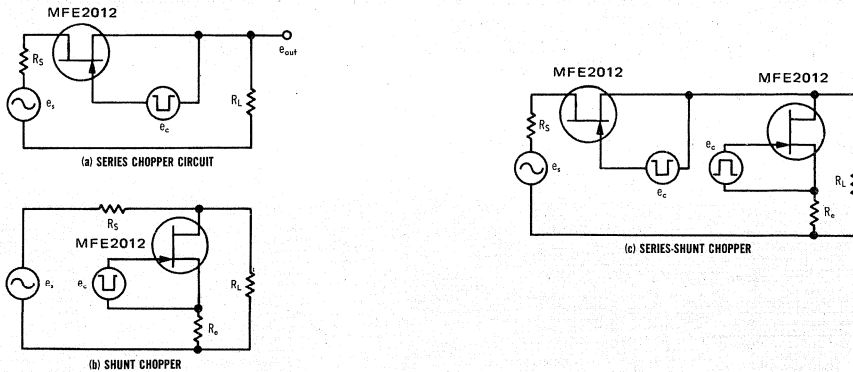 MFE2012
RS
es
ec
RL
eout
(a) SERIES CHOPPER CIRCUIT
RS
MFE2012
es
ec
RL
Re
(b) SHUNT CHOPPER
MFE2012
MFE2012
RS
es
ec
ec
RL
Re
(c) SERIES-SHUNT CHOPPER